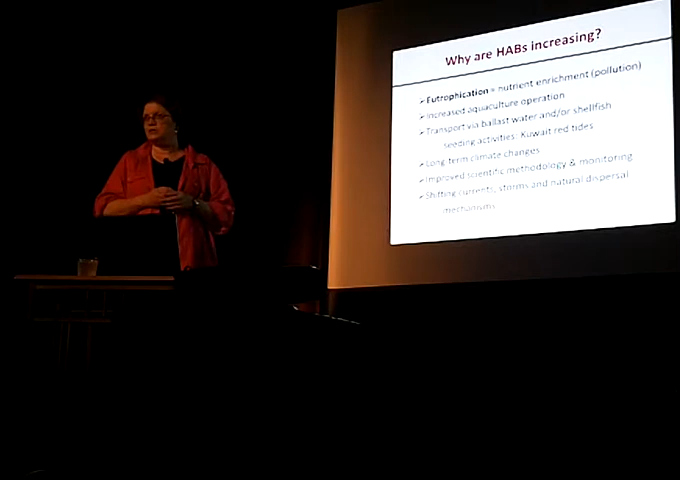 Why are HABs increasing?
➢ Eutrophication = nutrient enrichment (pollution)
➢ Increased aquaculture operation
➢ Transport via ballast water and/or shellfish
seeding activities: Kuwait red tides
➢ Long term climate changes
➢ Improved scientific methodology & monitoring
➢ Shifting currents, storms and natural dispersal
mechanisms